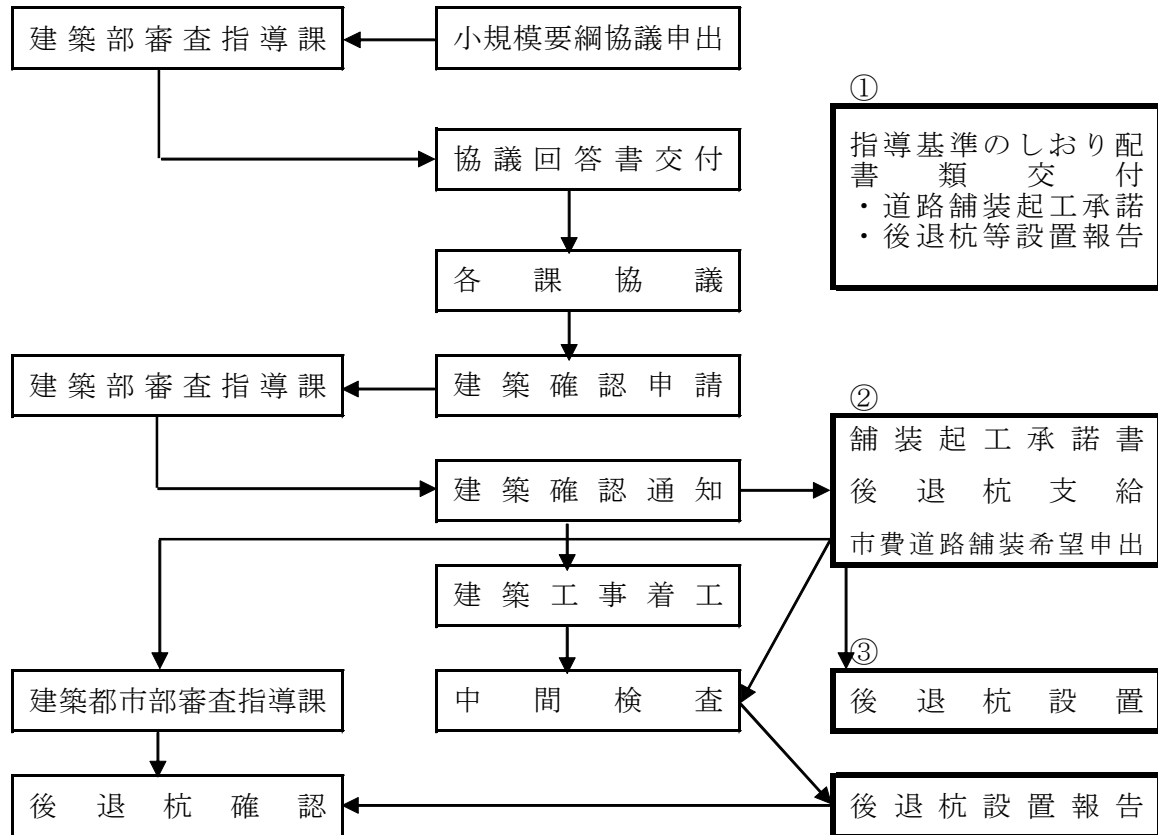 建築部審査指導課
小規模要綱協議申出
①
指導基準のしおり配
書類交付
・道路舗装起工承諾
・後退杭等設置報告
協議回答書交付
各課協議
建築部審査指導課
建築確認申請
②
舗装起工承諾書
後退杭支給
市費道路舗装希望申出
建築確認通知
建築工事着工
③
建築都市部審査指導課
中間検査
後退杭設置
後退杭確認
後退杭設置報告